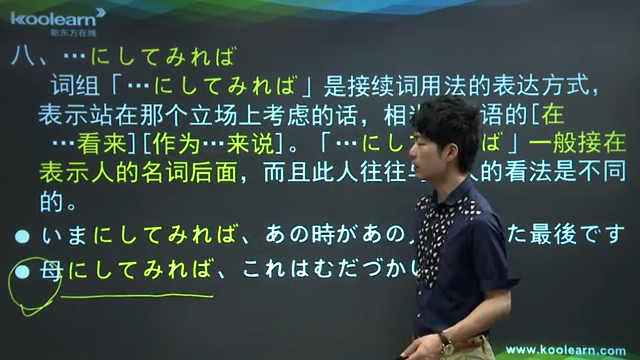 koolearn
新东方在线
八、…にしてみれば
词组「…にしてみれば」是接续词用法的表达方式，
表示站在那个立场上考虑的话，相 语的[在
…看来][作为…来说]。「…にし ば」一般接在
表示人的名词后面，而且此人往往 人的看法是不同
的。
● いまにしてみれば、あの時があの た最後です
● 母にしてみれば、これはむだづか
www.koolearn.com